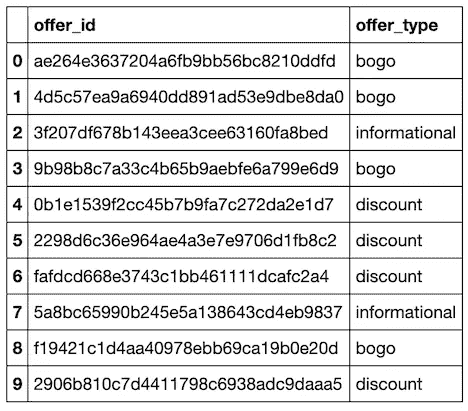 offer_id offer_type
0 ae264e3637204a6fb9bb56bc8210ddfd bogo
1 4d5c57ea9a6940dd891ad53e9dbe8da0 bogo
2 3f207df678b143eea3cee63160fa8bed informational
3 9b98b8c7a33c4b65b9aebfe6a799e6d9 bogo
4 0b1e1539f2cc45b7b9fa7c272da2e1d7 discount
5 2298d6c36e964ae4a3e7e9706d1fb8c2 discount
6 fafdcd668e3743c1bb461111dcafc2a4 discount
7 5a8bc65990b245e5a138643cd4eb9837 informational
8 f19421c1d4aa40978ebb69ca19b0e20d bogo
9 2906b810c7d4411798c6938adc9daaa5 discount